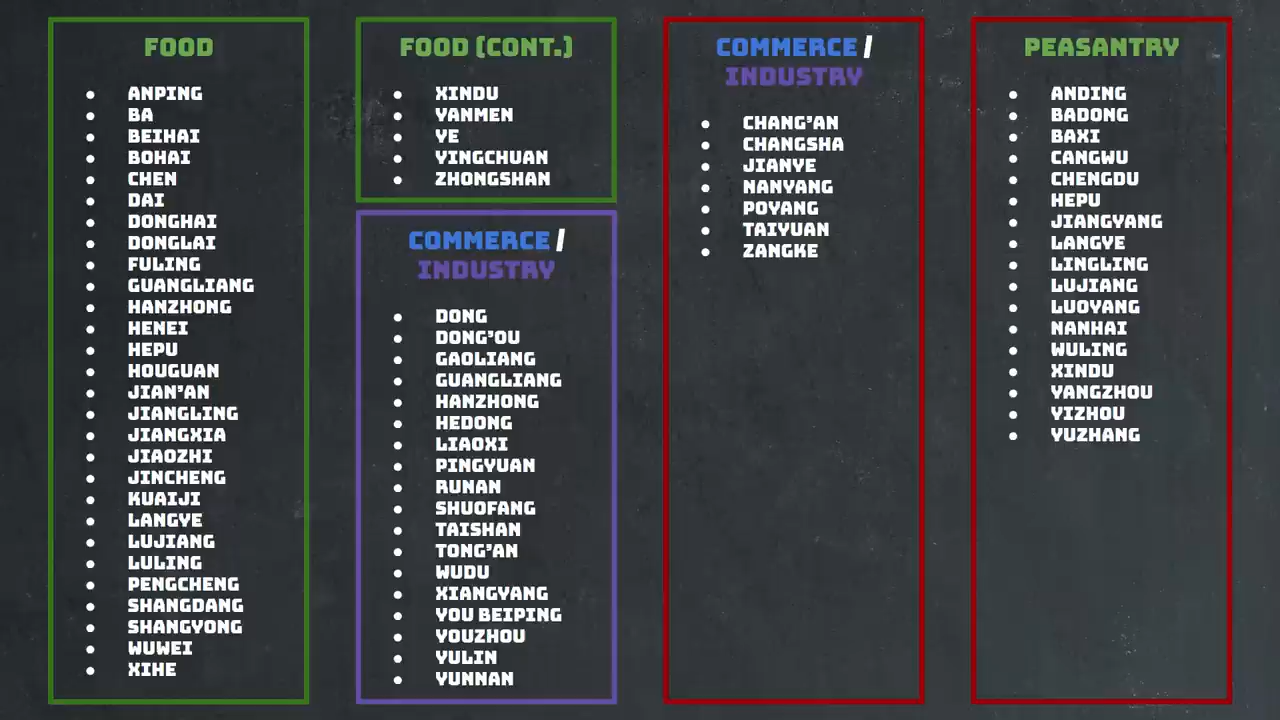 FOOD
• ANPING
• BA
• BEIHAI
• BOHAI
• CHEN
• DAI
• DONGHAI
• DONGLAI
• FULING
• GUANGLIANG
• HANZHONG
• HENEI
• HEPU
• HOUGUAN
• JIAN'AN
• JIANGLING
• JIANGXIA
• JIAOZHI
• JINCHENG
• KUAIJI
• LANGYE
• LUJIANG
• LULING
• PENGCHENG
• SHANGDANG
• SHANGYONG
• WUWEI
• XIHE
FOOD (CONT.)
• XINDU
• YANMEN
• YE
• YINGCHUAN
• ZHONGSHAN
COMMERCE /
INDUSTRY
• DONG
• DONG'OU
• GAOLIANG
• GUANGLIANG
• HANZHONG
• HEDONG
• LIAOXI
• PINGYUAN
• RUNAN
• SHUOFANG
• TAISHAN
• TONG'AN
• WUDU
• XIANGYANG
• YOU BEIPING
• YOUZHOU
• YULIN
• YUNNAN
COMMERCE /
INDUSTRY
• CHANG'AN
• CHANGSHA
• JIANYE
• NANYANG
• POYANG
• TAIYUAN
• ZANGKE
PEASANTRY
• ANDING
• BADONG
• BAXI
• CANGWU
• CHENGDU
• HEPU
• JIANGYANG
• LANGYE
• LINGLING
• LUJIANG
• LUOYANG
• NANHAI
• WULING
• XINDU
• YANGZHOU
• YIZHOU
• YUZHANG